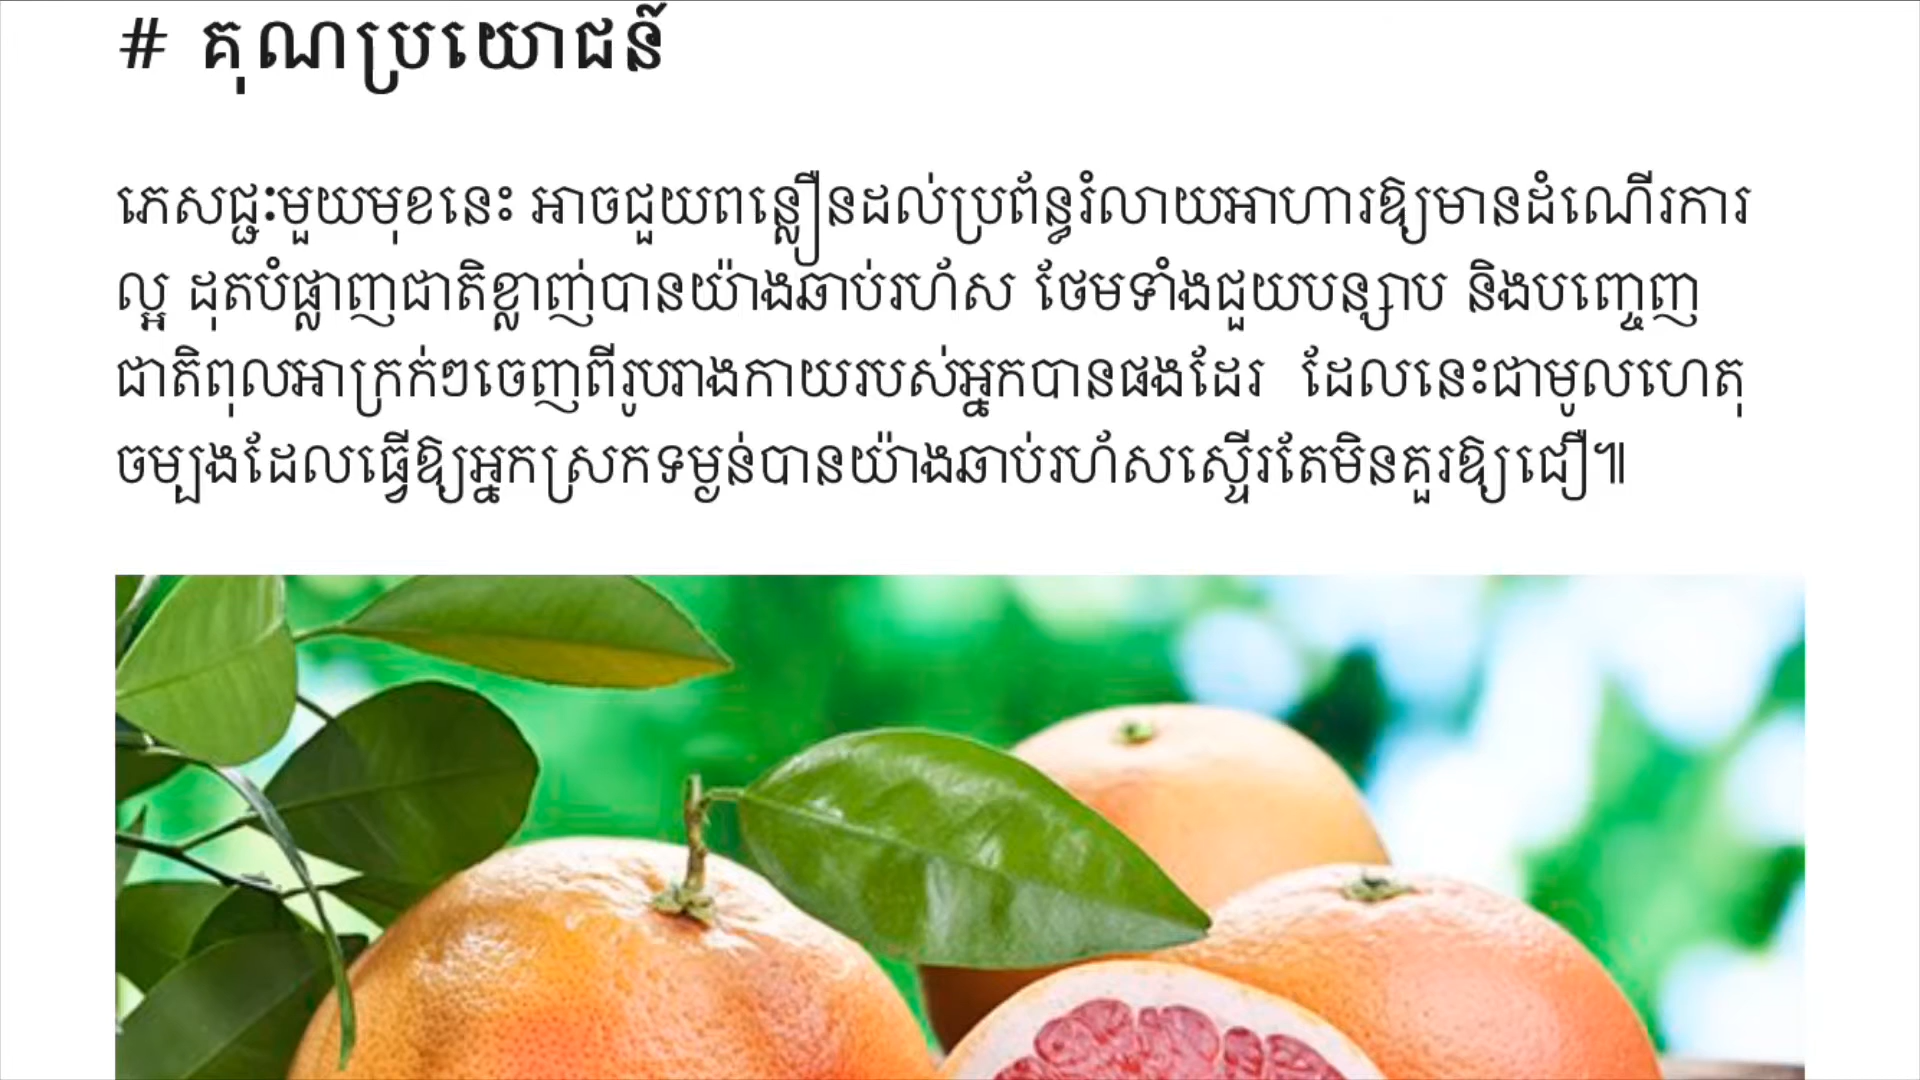 # គុណប្រយោជន៍
ភេសជ្ជៈមួយមុខនេះ អាចជួយពន្លឿនដល់ប្រព័ន្ធរំលាយអាហារឱ្យមានដំណើរការ
ល្អ ដុតបំផ្លាញជាតិខ្លាញ់បានយ៉ាងឆាប់រហ័ស ថែមទាំងជួយបន្សាប និងបញ្ចេញ
ជាតិពុលអាក្រក់ៗចេញពីរូបរាងកាយរបស់អ្នកបានផងដែរ ដែលនេះជាមូលហេតុ
ចម្បងដែលធ្វើឱ្យអ្នកស្រកទម្ងន់បានយ៉ាងឆាប់រហ័សស្ទើរតែមិនគួរឱ្យជឿ៕